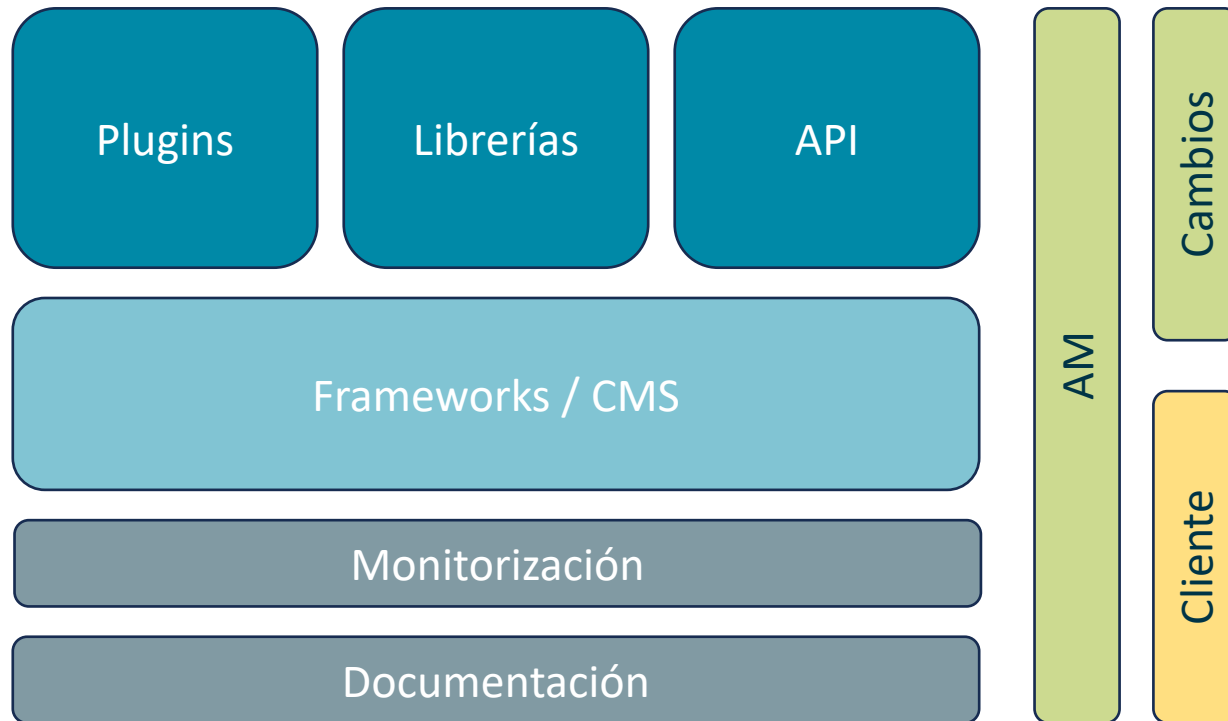 Plugins
Librerías
API
Frameworks / CMS
Monitorización
Documentación
AM
Cambios
Cliente